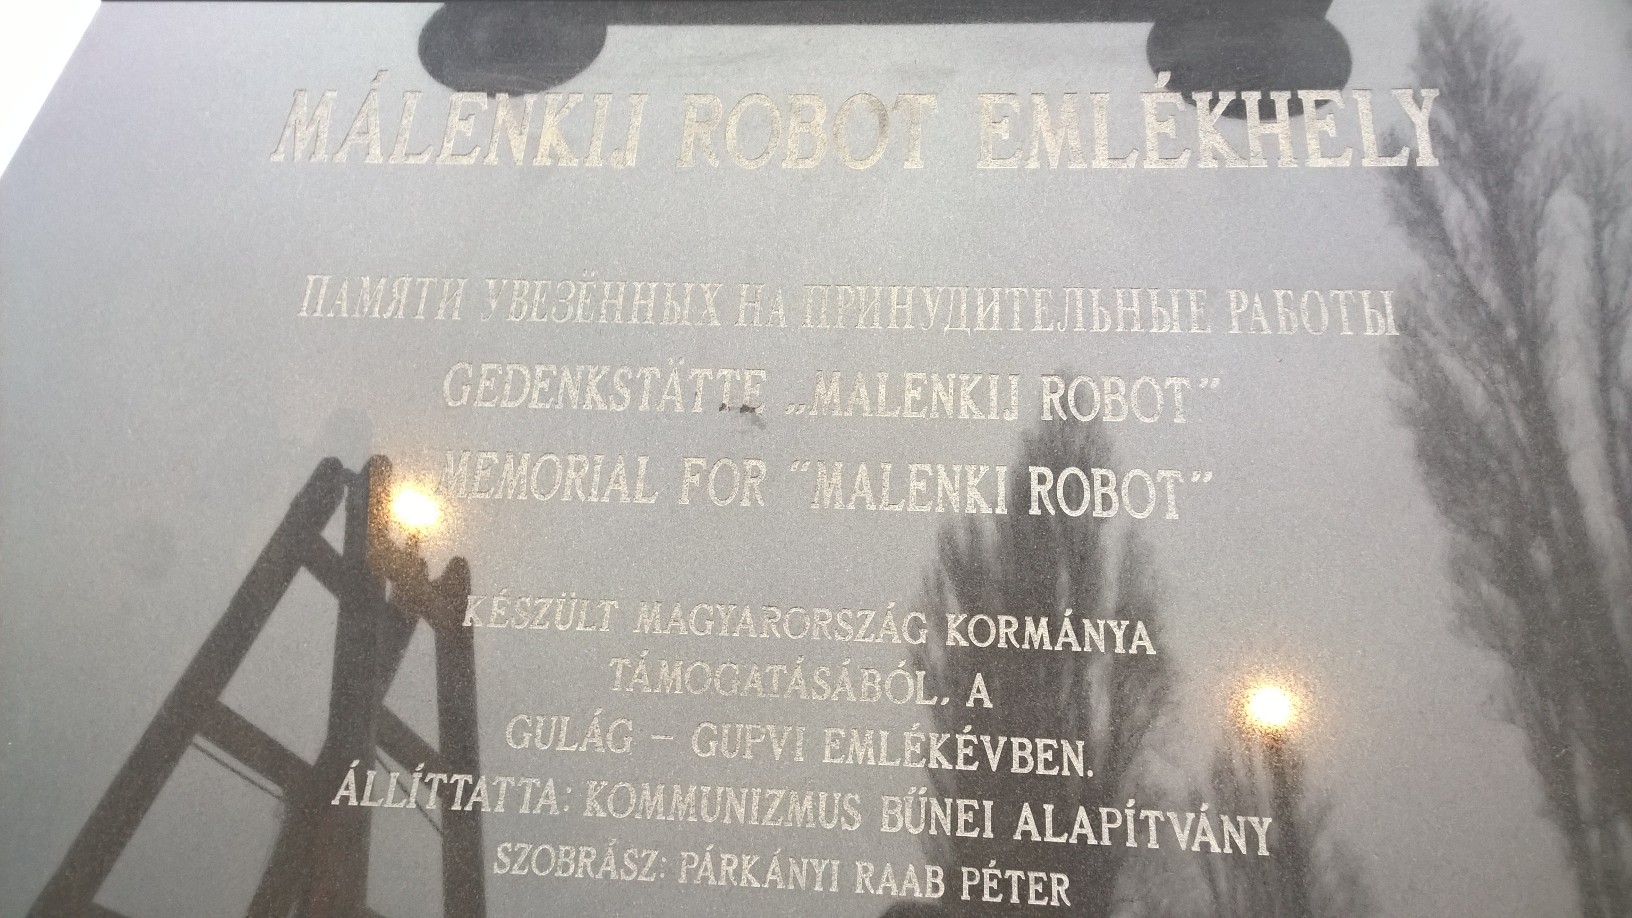 MÁLENKIJ ROBOT EMLÉKHELY
ПАМЯТИ УВЕЗЁННЫХ НА ПРИНУДИТЕЛЬНЫЕ РАБОТЫ
GEDENKSTÄTTE „MALENKIJ ROBOT”
MEMORIAL FOR “MALENKI ROBOT”
KÉSZÜLT MAGYARORSZÁG KORMÁNYA
TÁMOGATÁSÁBÓL, A
GULÁG – GUPVI EMLÉKÉVBEN.
ÁLLÍTTATTA: KOMMUNIZMUS BŰNEI ALAPÍTVÁNY
SZOBRÁSZ: PÁRKÁNYI RAAB PÉTER